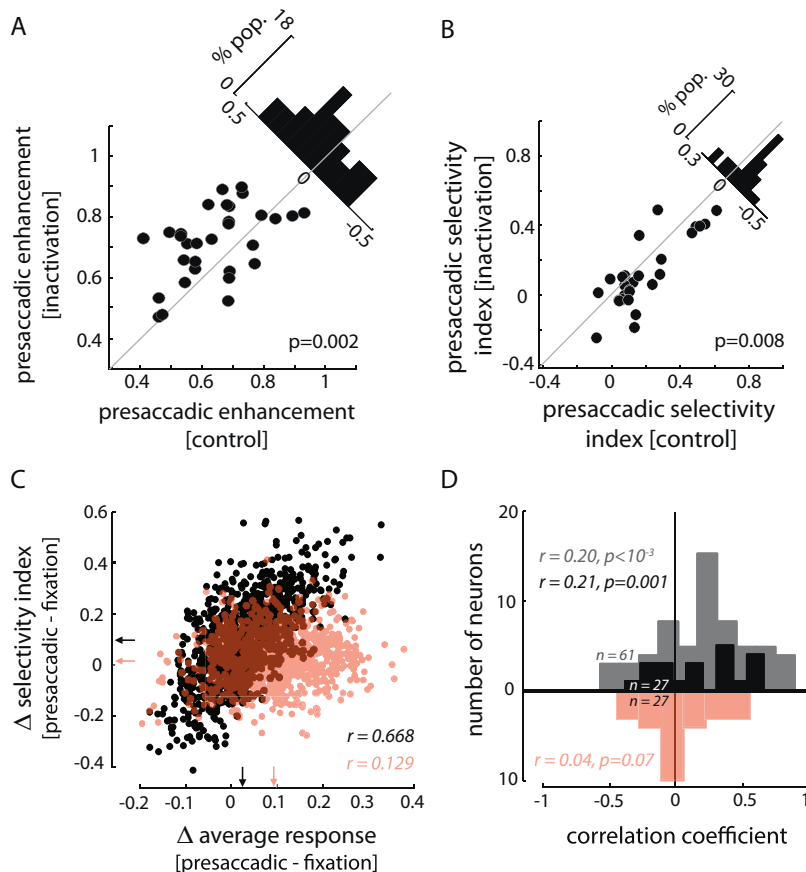 A
% pop.
18
0
0.5
0
-0.5
1
0.8
0.6
0.4
presaccadic enhancement
[inactivation]
p=0.002
0.4
0.6
0.8
1
presaccadic enhancement
[control]
B
% pop.
30
0
0.3
0
-0.5
0.8
0.4
0
-0.4
presaccadic selectivity
index [inactivation]
p=0.008
-0.4
0
0.4
0.8
presaccadic selectivity
index [control]
C
0.6
0.4
0.2
0
-0.2
-0.4
Δ selectivity index
[presaccadic - fixation]
r = 0.668
r = 0.129
-0.2
-0.1
0
0.1
0.2
0.3
0.4
Δ average response
[presaccadic - fixation]
D
20
10
0
10
number of neurons
r = 0.20, p<10-3
r = 0.21, p=0.001
n = 61
n = 27
n = 27
r = 0.04, p=0.07
-1
-0.5
0
0.5
correlation coefficient